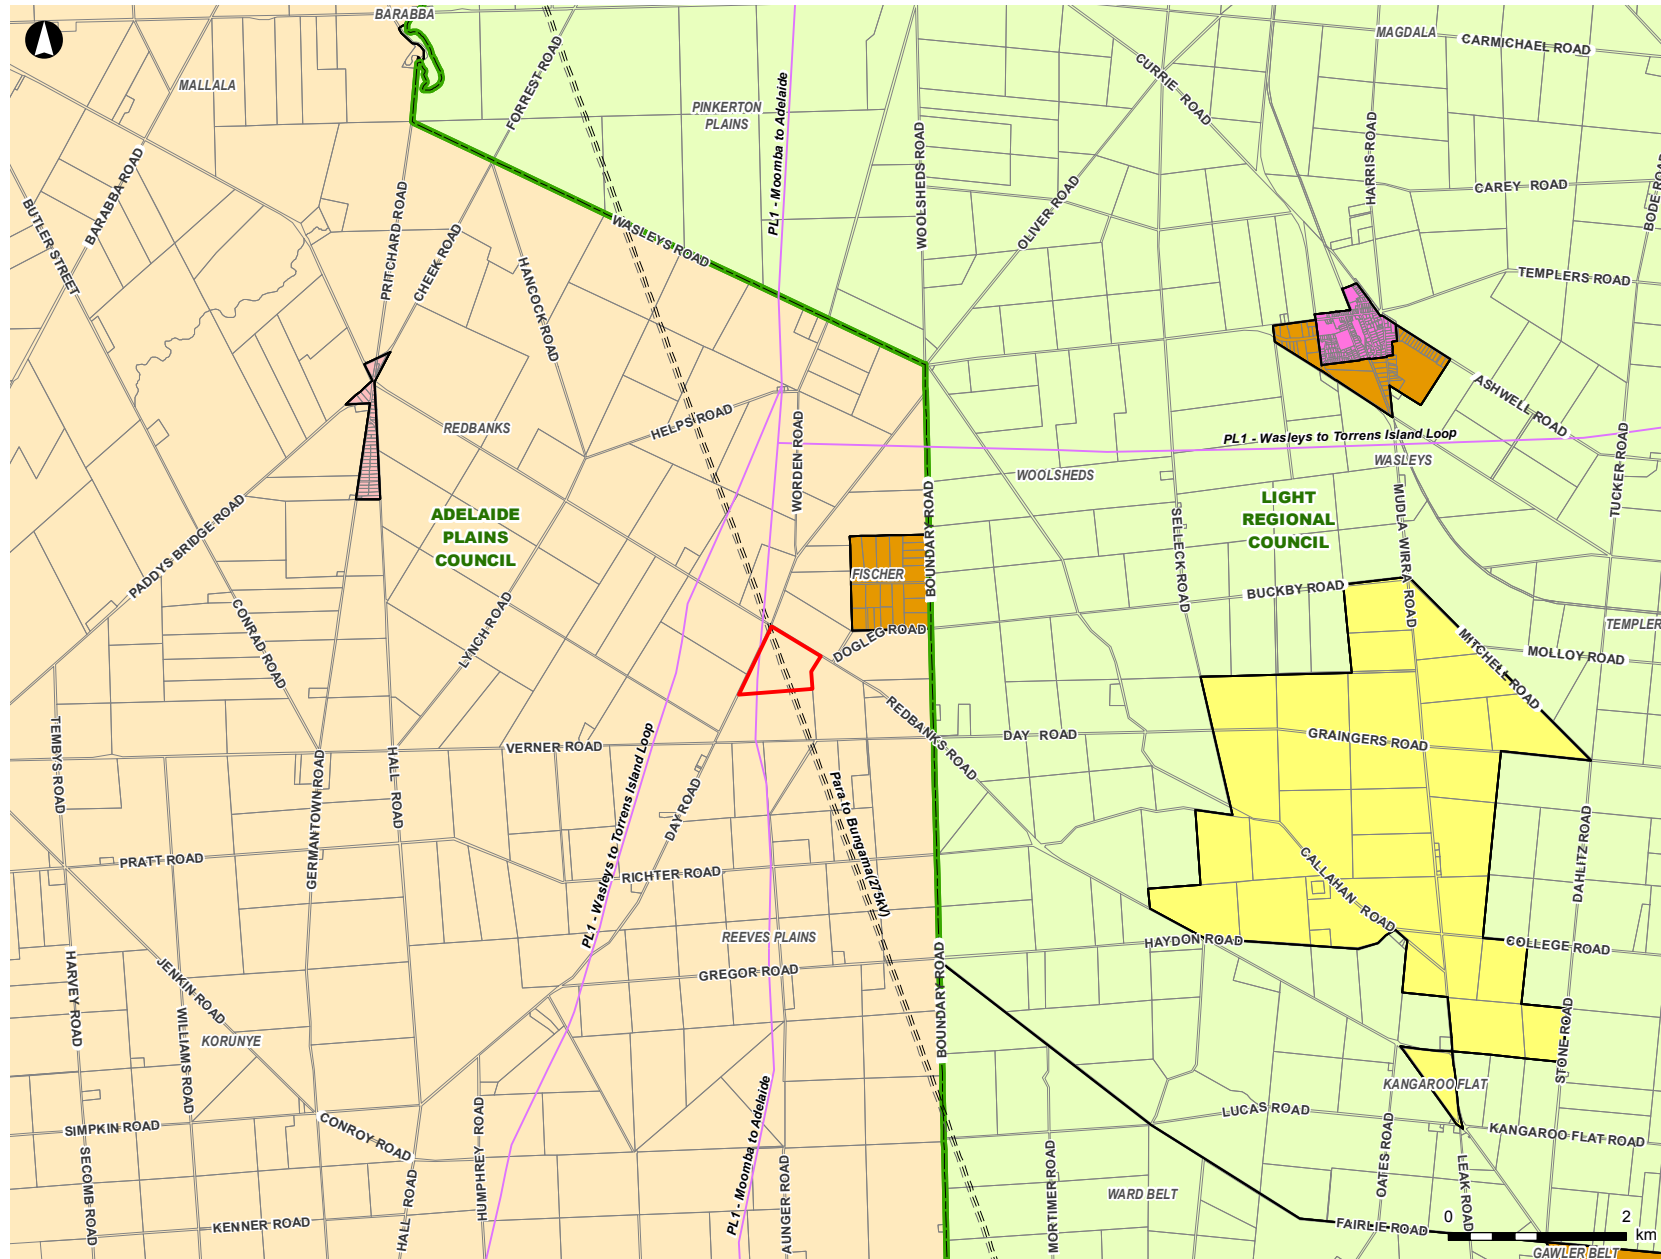 BARABBA
MAGDALA
CARMICHAEL ROAD
MALLALA
FORREST ROAD
CURRIE ROAD
PINKERTON
PLAINS
PL1 - Moomba to Adelaide
WOOLSHEDS ROAD
HARRIS ROAD
CAREY ROAD
BODE ROAD
BARABBA ROAD
BUTLER STREET
PRITCHARD ROAD
CHEEK ROAD
HANCOCK ROAD
WASLEYS ROAD
OLIVER ROAD
TEMPLERS ROAD
ASHWELL ROAD
REDBANKS
HELPS ROAD
WORDEN ROAD
PL1 - Wasleys to Torrens Island Loop
WASLEYS
WOOLSHEDS
TUCKER ROAD
ADELAIDE
PLAINS
COUNCIL
LIGHT
REGIONAL
COUNCIL
PADDYS BRIDGE ROAD
BOUNDARY ROAD
SELLECK ROAD
MUDLA WIRRA ROAD
FISCHER
BUCKBY ROAD
CONRAD ROAD
LYNCH ROAD
DOGLEG ROAD
TEMPLER
MOLLOY ROAD
MITCHELL ROAD
REDBANKS ROAD
TEMBYS ROAD
VERNER ROAD
DAY ROAD
GRAINGERS ROAD
GERMANTOWN ROAD
HALL ROAD
PL1 - Wasleys to Torrens Island Loop
DAY ROAD
Para to Bungama(275kV)
DAHLITZ ROAD
PRATT ROAD
RICHTER ROAD
CALLAHAN ROAD
REEVES PLAINS
HAYDON ROAD
COLLEGE ROAD
GREGOR ROAD
HARVEY ROAD
JENKIN ROAD
WILLIAMS ROAD
KORUNYE
BOUNDARY ROAD
STONE ROAD
KANGAROO FLAT
LUCAS ROAD
SIMPKIN ROAD
CONROY ROAD
HUMPHREY ROAD
PL1 - Moomba to Adelaide
KANGAROO FLAT ROAD
SECOMB ROAD
HALL ROAD
AUNGER ROAD
MORTIMER ROAD
OATES ROAD
LEAK ROAD
WARD BELT
KENNER ROAD
FAIRLIE ROAD
0 2
km
GAWLER BELT